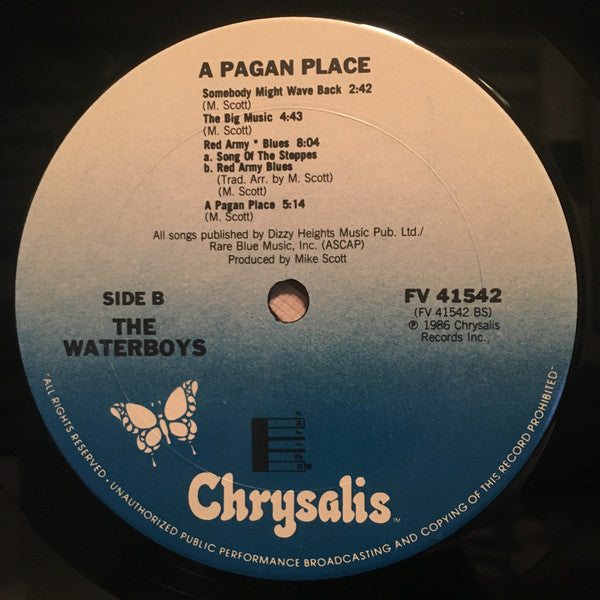 A PAGAN PLACE
Somebody Might Wave Back 2:42
(M. Scott)
The Big Music 4:43
(M. Scott)
Red Army * Blues 8:04
a. Song Of The Steppes
b. Red Army Blues
(Trad. Arr. by M. Scott)
(M. Scott)
A Pagan Place 5:14
(M. Scott)
All songs published by Dizzy Heights Music Pub. Ltd./
Rare Blue Music, Inc. (ASCAP)
Produced by Mike Scott
SIDE B
THE
WATERBOYS
FV 41542
(FV 41542 BS)
℗ 1986 Chrysalis
Records Inc.
Chrysalis™
"ALL RIGHTS RESERVED · UNAUTHORIZED PUBLIC PERFORMANCE BROADCASTING AND COPYING OF THIS RECORD PROHIBITED"